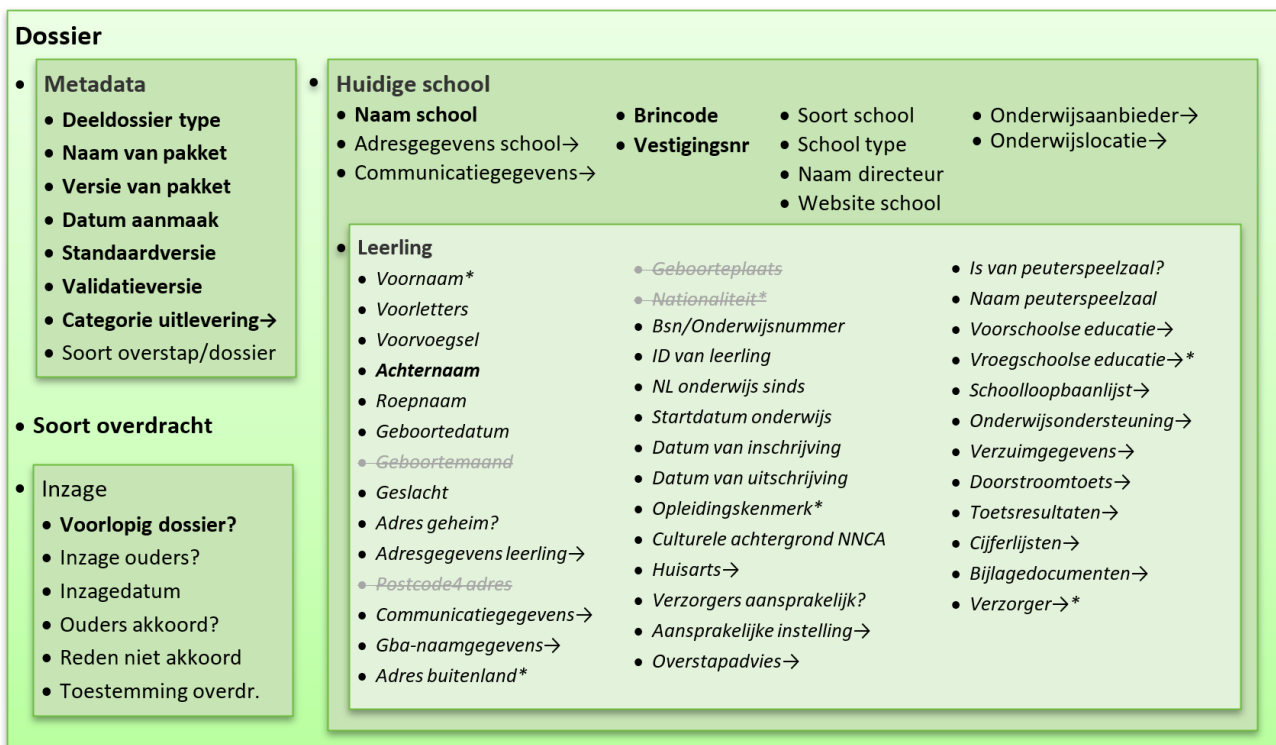 Dossier
• Metadata
• Deeldossier type
• Naam van pakket
• Versie van pakket
• Datum aanmaak
• Standaardversie
• Validatieversie
• Categorie uitlevering→
• Soort overstap/dossier
• Soort overdracht
• Inzage
• Voorlopig dossier?
• Inzage ouders?
• Inzagedatum
• Ouders akkoord?
• Reden niet akkoord
• Toestemming overdr.
• Huidige school
• Naam school
• Adresgegevens school→
• Communicatiegegevens→
• Brincode
• Vestigingsnr
• Soort school
• School type
• Naam directeur
• Website school
• Onderwijsaanbieder→
• Onderwijslocatie→
• Leerling
• Voornaam*
• Voorletters
• Voorvoegsel
• Achternaam
• Roepnaam
• Geboortedatum
• Geboortemaand
• Geslacht
• Adres geheim?
• Adresgegevens leerling→
• Postcode4 adres
• Communicatiegegevens→
• Gba-naamgegevens→
• Adres buitenland*
• Geboorteplaats
• Nationaliteit*
• Bsn/Onderwijsnummer
• ID van leerling
• NL onderwijs sinds
• Startdatum onderwijs
• Datum van inschrijving
• Datum van uitschrijving
• Opleidingskenmerk*
• Culturele achtergrond NNCA
• Huisarts→
• Verzorgers aansprakelijk?
• Aansprakelijke instelling→
• Overstapadvies→
• Is van peuterspeelzaal?
• Naam peuterspeelzaal
• Voorschoolse educatie→
• Vroegschoolse educatie→*
• Schoolloopbaanlijst→
• Onderwijsondersteuning→
• Verzuimgegevens→
• Doorstroomtoets→
• Toetsresultaten→
• Cijferlijsten→
• Bijlagedocumenten→
• Verzorger→*